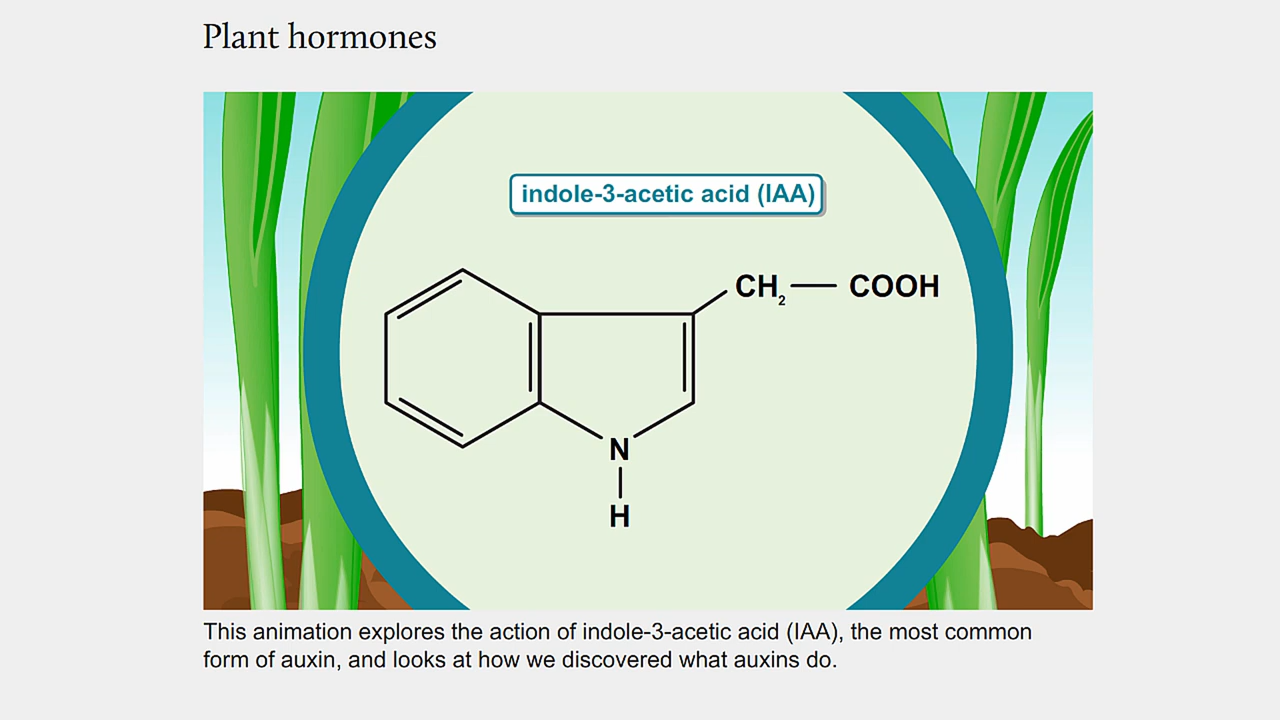 Plant hormones
indole-3-acetic acid (IAA)
CH₂ — COOH
N
H
This animation explores the action of indole-3-acetic acid (IAA), the most common
form of auxin, and looks at how we discovered what auxins do.